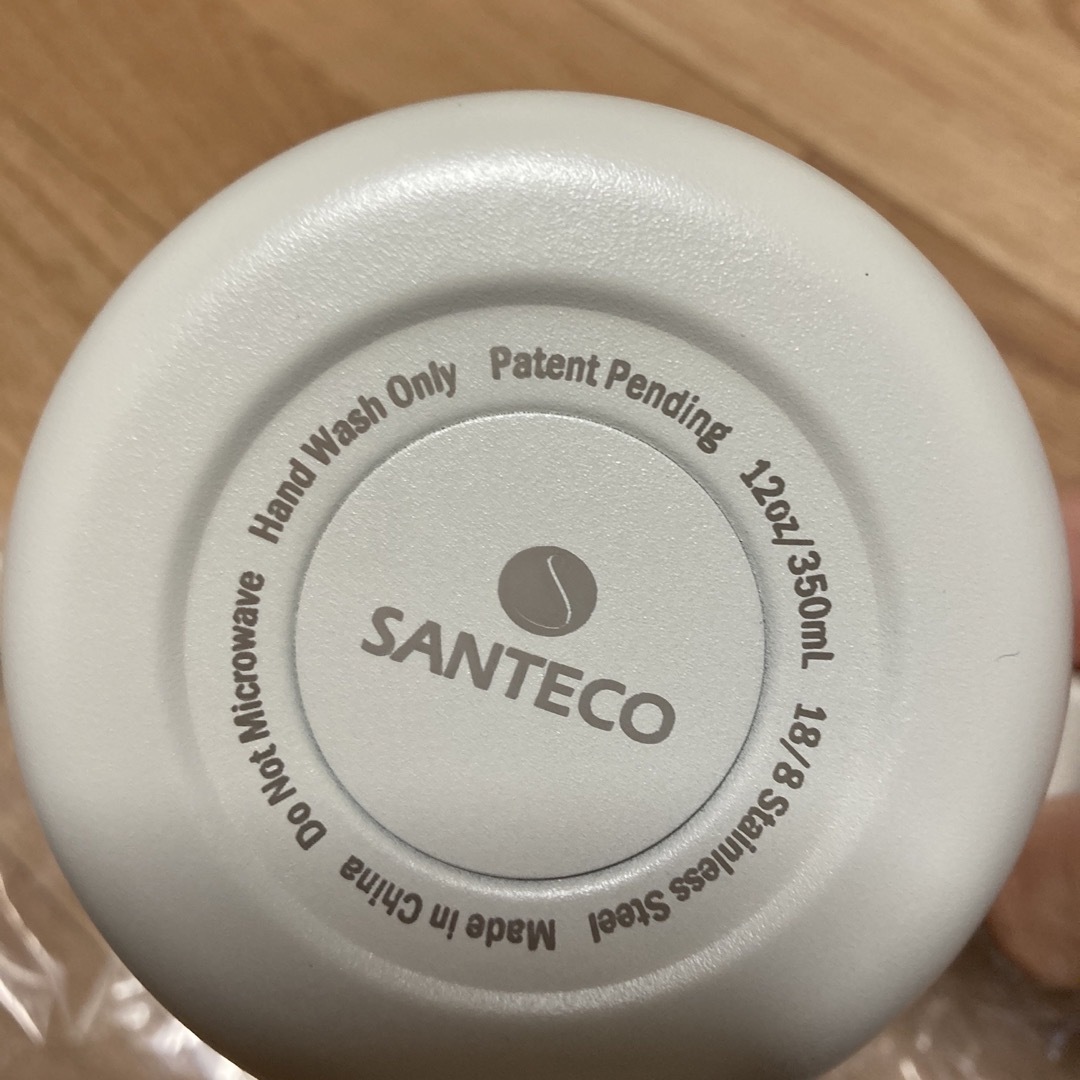 SANTECO
Patent Pending
12oz/350mL
18/8 Stainless Steel
Made in China
Do Not Microwave
Hand Wash Only